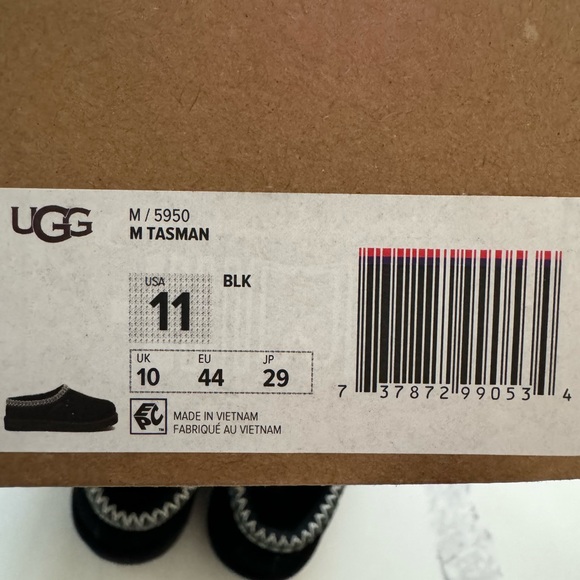 UGG
M / 5950
M TASMAN
USA
11
BLK
UK EU JP
10 44 29
EPC™
MADE IN VIETNAM
FABRIQUÉ AU VIETNAM
7 37872 99053 4